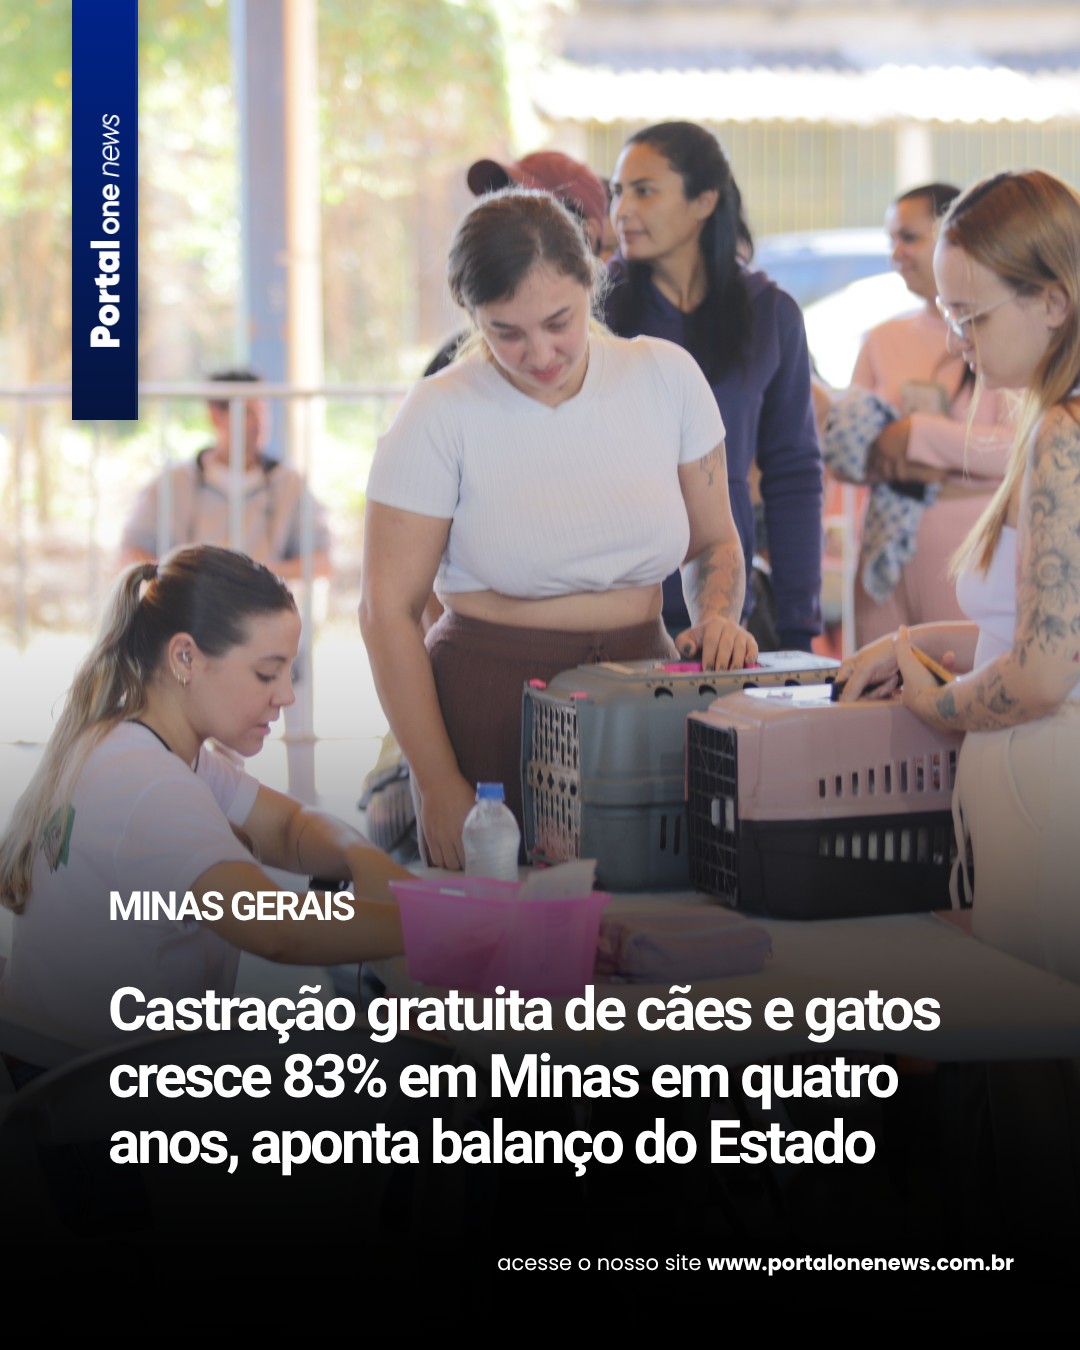 Portal one news
MINAS GERAIS
Castração gratuita de cães e gatos
cresce 83% em Minas em quatro
anos, aponta balanço do Estado
acesse o nosso site www.portalonenews.com.br